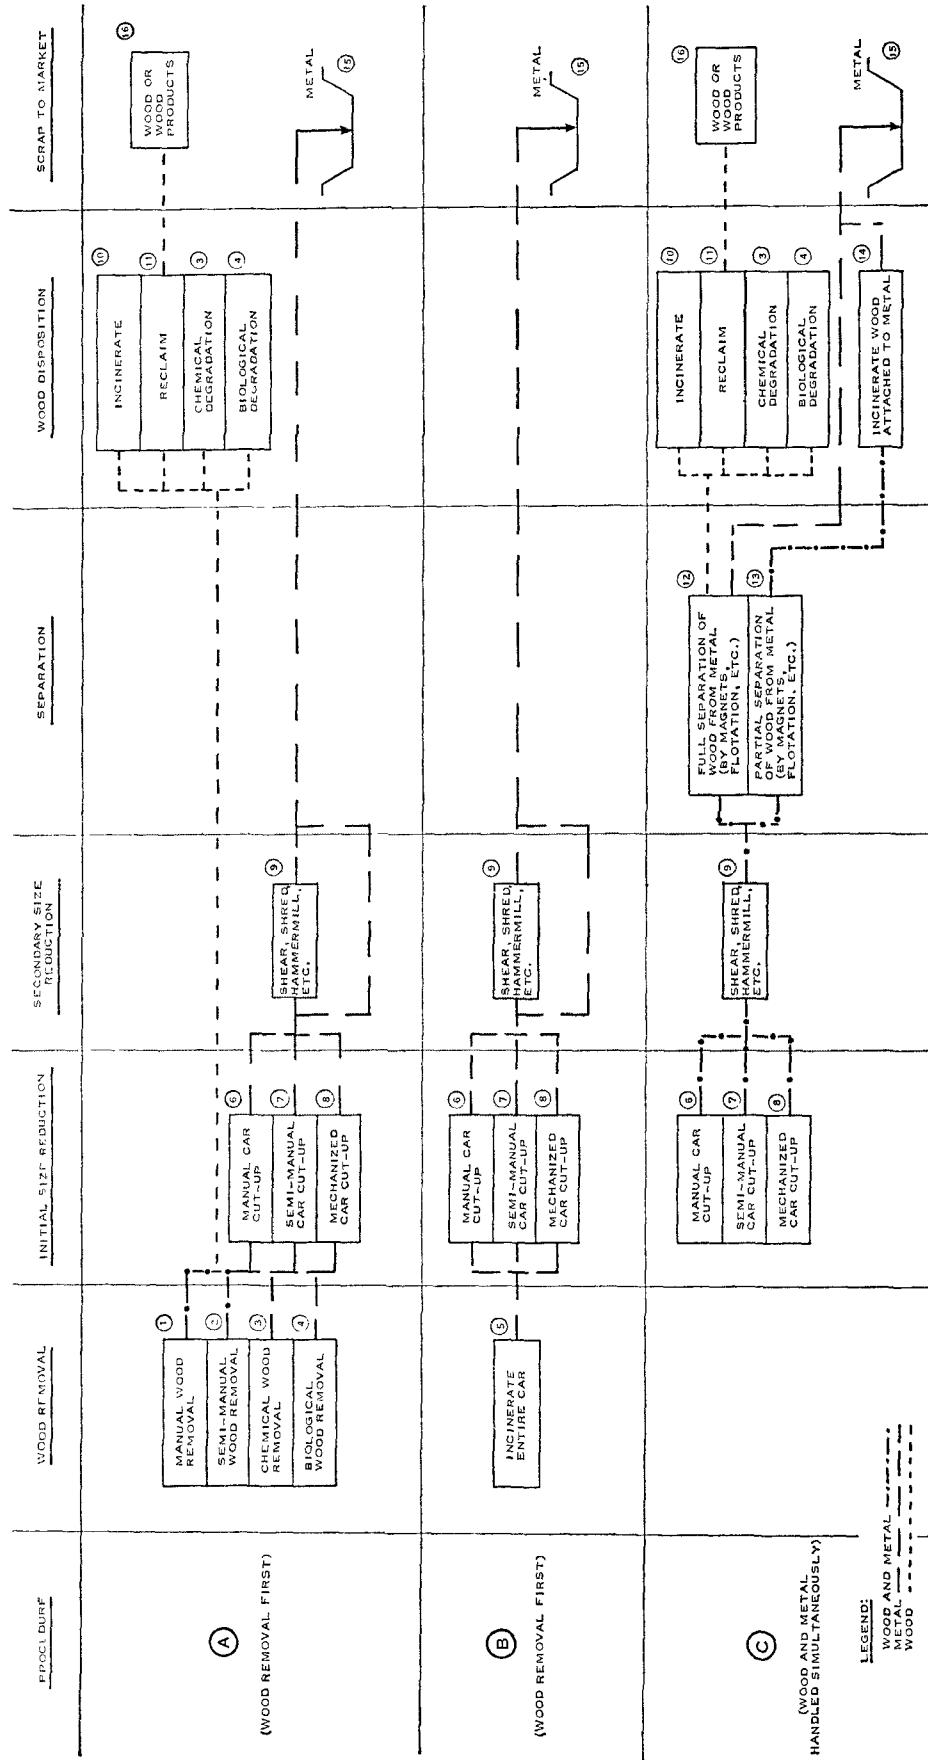 PROCEDURE
WOOD REMOVAL
INITIAL SIZE REDUCTION
SECONDARY SIZE
REDUCTION
SEPARATION
WOOD DISPOSITION
SCRAP TO MARKET
A
(WOOD REMOVAL FIRST)
1
MANUAL WOOD
REMOVAL
2
SEMI-MANUAL
WOOD REMOVAL
3
CHEMICAL WOOD
REMOVAL
4
BIOLOGICAL
WOOD REMOVAL
6
MANUAL CAR
CUT-UP
7
SEMI-MANUAL
CAR CUT-UP
8
MECHANIZED
CAR CUT-UP
9
SHEAR, SHRED,
HAMMERMILL,
ETC.
10
INCINERATE
11
RECLAIM
3
CHEMICAL
DEGRADATION
4
BIOLOGICAL
DEGRADATION
16
WOOD OR
WOOD
PRODUCTS
METAL
15
B
(WOOD REMOVAL FIRST)
5
INCINERATE
ENTIRE CAR
6
MANUAL CAR
CUT-UP
7
SEMI-MANUAL
CAR CUT-UP
8
MECHANIZED
CAR CUT-UP
9
SHEAR, SHRED,
HAMMERMILL,
ETC.
METAL
15
C
(WOOD AND METAL
HANDLED SIMULTANEOUSLY)
6
MANUAL CAR
CUT-UP
7
SEMI-MANUAL
CAR CUT-UP
8
MECHANIZED
CAR CUT-UP
9
SHEAR, SHRED,
HAMMERMILL,
ETC.
12
FULL SEPARATION OF
WOOD FROM METAL
(BY MAGNETS,
FLOTATION, ETC.)
13
PARTIAL SEPARATION
OF WOOD FROM METAL
(BY MAGNETS,
FLOTATION, ETC.)
10
INCINERATE
11
RECLAIM
3
CHEMICAL
DEGRADATION
4
BIOLOGICAL
DEGRADATION
14
INCINERATE WOOD
ATTACHED TO METAL
16
WOOD OR
WOOD
PRODUCTS
METAL
15
LEGEND:
WOOD AND METAL
METAL
WOOD